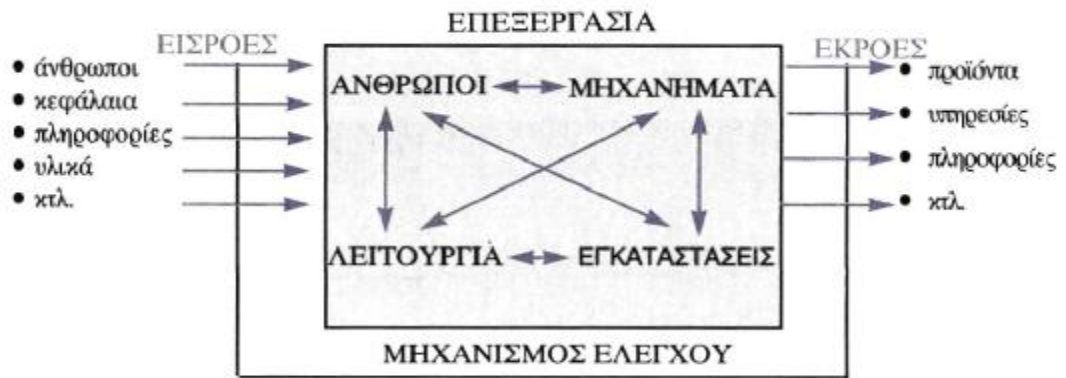 ΕΠΕΞΕΡΓΑΣΙΑ
ΕΙΣΡΟΕΣ
ΕΚΡΟΕΣ
• άνθρωποι
• κεφάλαια
• πληροφορίες
• υλικά
• κτλ.
ΑΝΘΡΩΠΟΙ ΜΗΧΑΝΗΜΑΤΑ
ΛΕΙΤΟΥΡΓΙΑ ΕΓΚΑΤΑΣΤΑΣΕΙΣ
• προϊόντα
• υπηρεσίες
• πληροφορίες
• κτλ.
ΜΗΧΑΝΙΣΜΟΣ ΕΛΕΓΧΟΥ